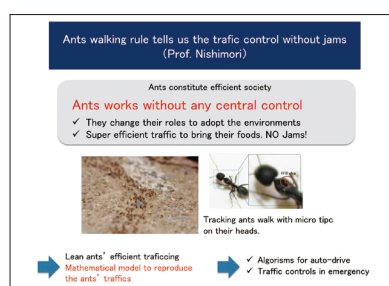 Ants walking rule tells us the trafic control without jams
(Prof. Nishimori)
Ants constitute efficient society
Ants works without any central control
✓ They change their roles to adopt the environments
✓ Super efficient traffic to bring their foods. NO Jams!
Tracking ants walk with micro tipc
on their heads.
Lean ants' efficient traficcing
Mathematical model to reproduce
the ants' traffics
✓ Algorisms for auto-drive
✓ Traffic controls in emergency